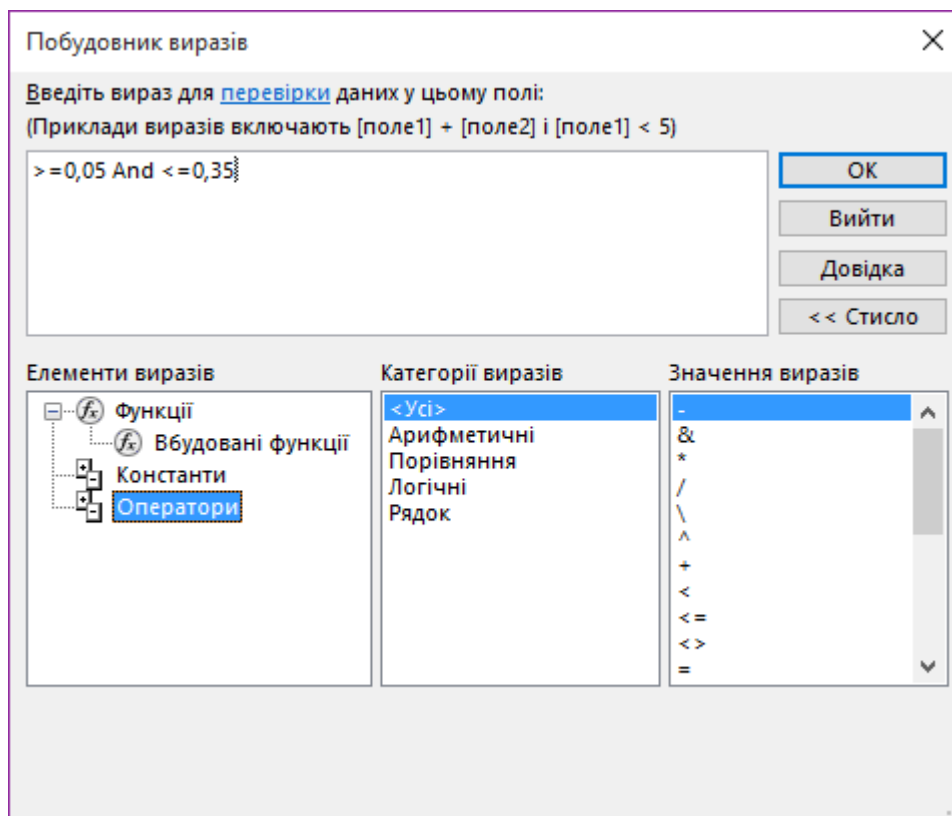 Побудовник виразів
Введіть вираз для перевірки даних у цьому полі:
(Приклади виразів включають [поле1] + [поле2] і [поле1] < 5)
>=0,05 And <=0,35
ОК
Вийти
Довідка
<< Стисло
Елементи виразів
Функції
Вбудовані функції
Константи
Оператори
Категорії виразів
<Усі>
Арифметичні
Порівняння
Логічні
Рядок
Значення виразів
-
&
*
/
\
^
+
<
<=
<>
=